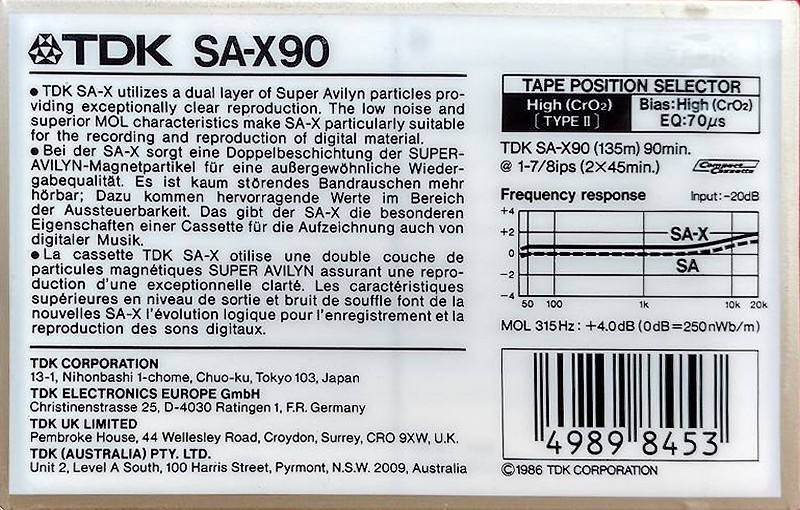 TDK SA-X90
● TDK SA-X utilizes a dual layer of Super Avilyn particles pro-
viding exceptionally clear reproduction. The low noise and
superior MOL characteristics make SA-X particularly suitable
for the recording and reproduction of digital material.
● Bei der SA-X sorgt eine Doppelbeschichtung der SUPER-
AVILYN-Magnetpartikel für eine außergewöhnliche Wieder-
gabequalität. Es ist kaum störendes Bandrauschen mehr
hörbar; Dazu kommen hervorragende Werte im Bereich
der Aussteuerbarkeit. Das gibt der SA-X die besonderen
Eigenschaften einer Cassette für die Aufzeichnung auch von
digitaler Musik.
● La cassette TDK SA-X otilise une double couche de
particules magnétiques SUPER AVILYN assurant une repro-
duction d'une exceptionnelle clarté. Les caractéristiques
supérieures en niveau de sortie et bruit de souffle font de la
nouvelles SA-X l'évolution logique pour l'enregistrement et la
reproduction des sons digitaux.
TDK CORPORATION
13-1, Nihonbashi 1-chome, Chuo-ku, Tokyo 103, Japan
TDK ELECTRONICS EUROPE GmbH
Christinenstrasse 25, D-4030 Ratingen 1, F.R. Germany
TDK UK LIMITED
Pembroke House, 44 Wellesley Road, Croydon, Surrey, CRO 9XW, U.K.
TDK (AUSTRALIA) PTY. LTD.
Unit 2, Level A South, 100 Harris Street, Pyrmont, N.S.W. 2009, Australia
TAPE POSITION SELECTOR
High (CrO₂) Bias: High (CrO₂)
[TYPE II] EQ: 70μs
TDK SA-X90 (135m) 90min.
@ 1-7/8ips (2×45min.) Compact Cassette
Frequency response Input: -20dB
+4
+2
0
-2
-4
SA-X
SA
50 100 1k 10k 20k
MOL 315Hz: +4.0dB (0dB=250nWb/m)
4989 8453
©1986 TDK CORPORATION